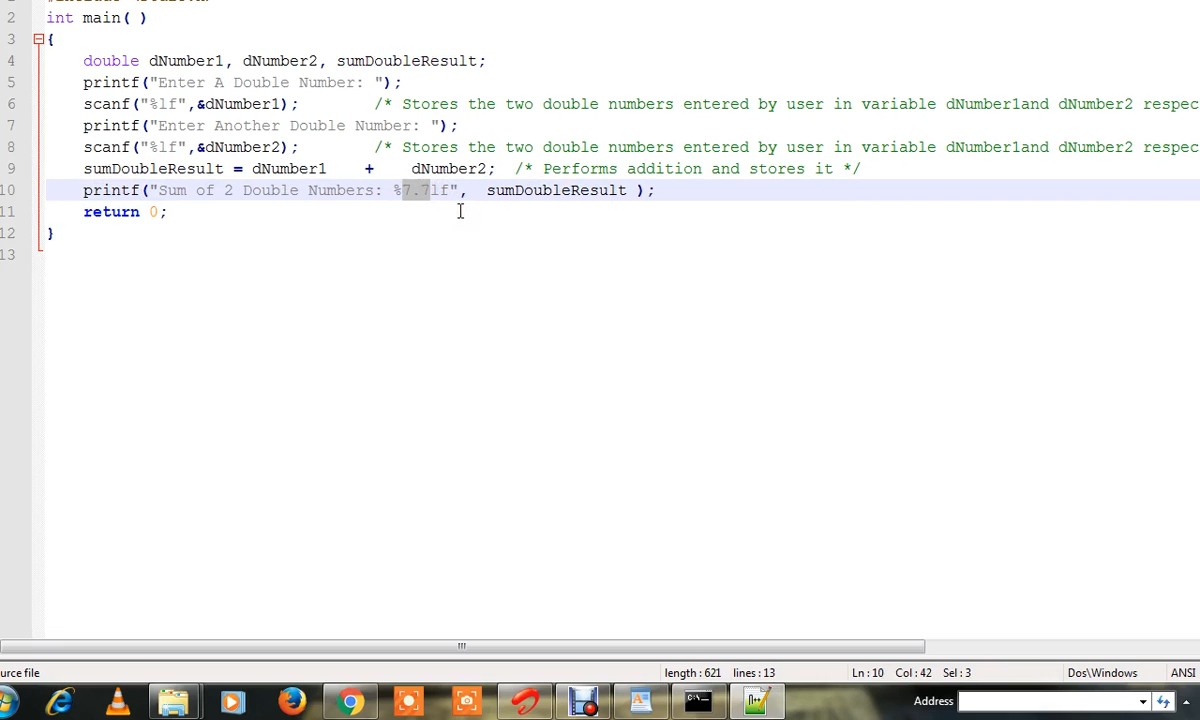 2 int main( )
3 {
4 double dNumber1, dNumber2, sumDoubleResult;
5 printf("Enter A Double Number: ");
6 scanf("%lf",&dNumber1); /* Stores the two double numbers entered by user in variable dNumber1and dNumber2 respec
7 printf("Enter Another Double Number: ");
8 scanf("%lf",&dNumber2); /* Stores the two double numbers entered by user in variable dNumber1and dNumber2 respec
9 sumDoubleResult = dNumber1 + dNumber2; /* Performs addition and stores it */
10 printf("Sum of 2 Double Numbers: %7.7lf", sumDoubleResult );
11 return 0;
12 }
13
urce file length : 621 lines : 13 Ln : 10 Col : 42 Sel : 3 Dos\Windows ANSI
Address